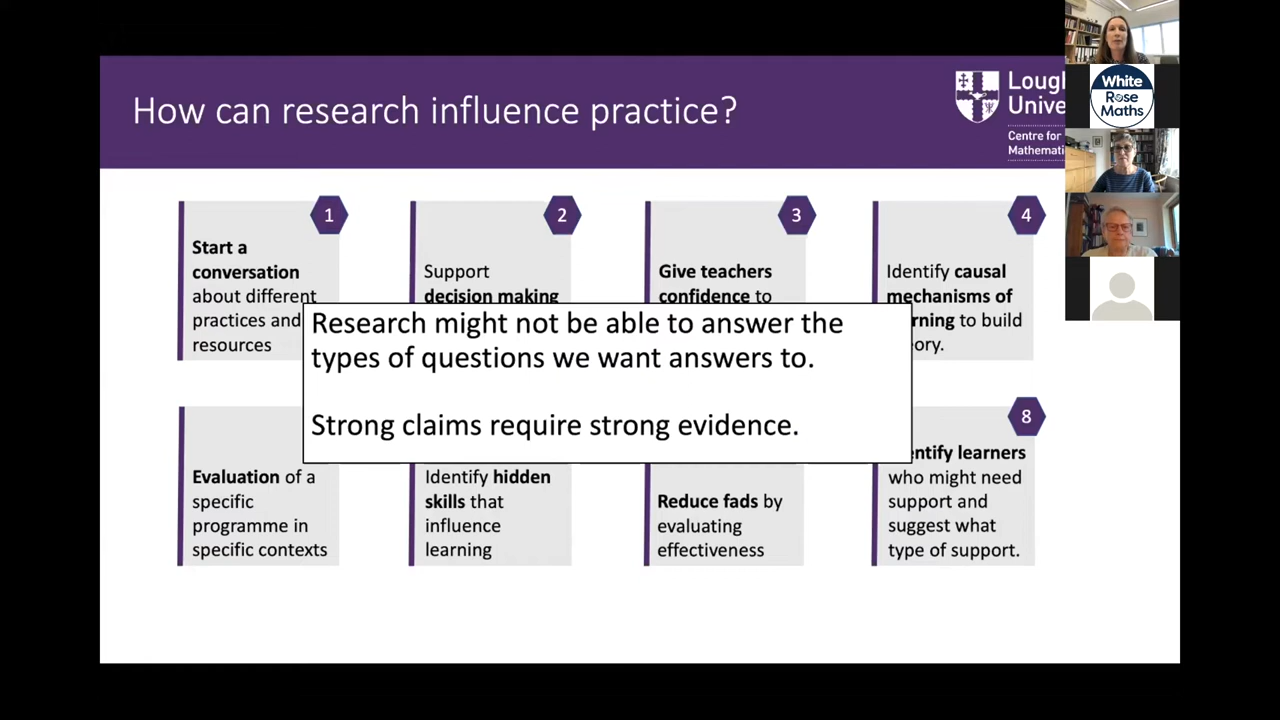 How can research influence practice?
Lough
Unive
Centre for
Mathemati
White
Rose
Maths
1
Start a
conversation
about different
practices and
resources
2
Support
decision making
3
Give teachers
confidence to
4
Identify causal
mechanisms of
rning to build
ory.
Research might not be able to answer the
types of questions we want answers to.
Strong claims require strong evidence.
Evaluation of a
specific
programme in
specific contexts
Identify hidden
skills that
influence
learning
Reduce fads by
evaluating
effectiveness
8
entify learners
who might need
support and
suggest what
type of support.